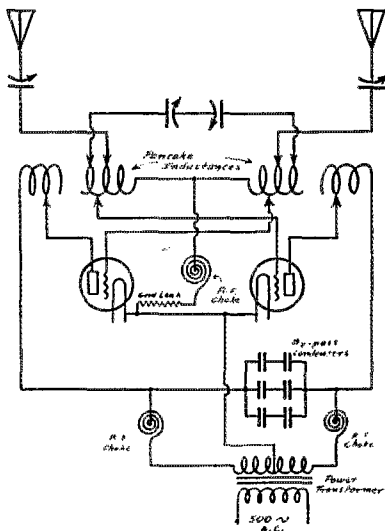 Pancake
Inductances
R.F.
Choke
Grid Leak
By-pass
Condensers
R.F.
Choke
R.F.
Choke
Power
Transformer
500 ~
A.C.